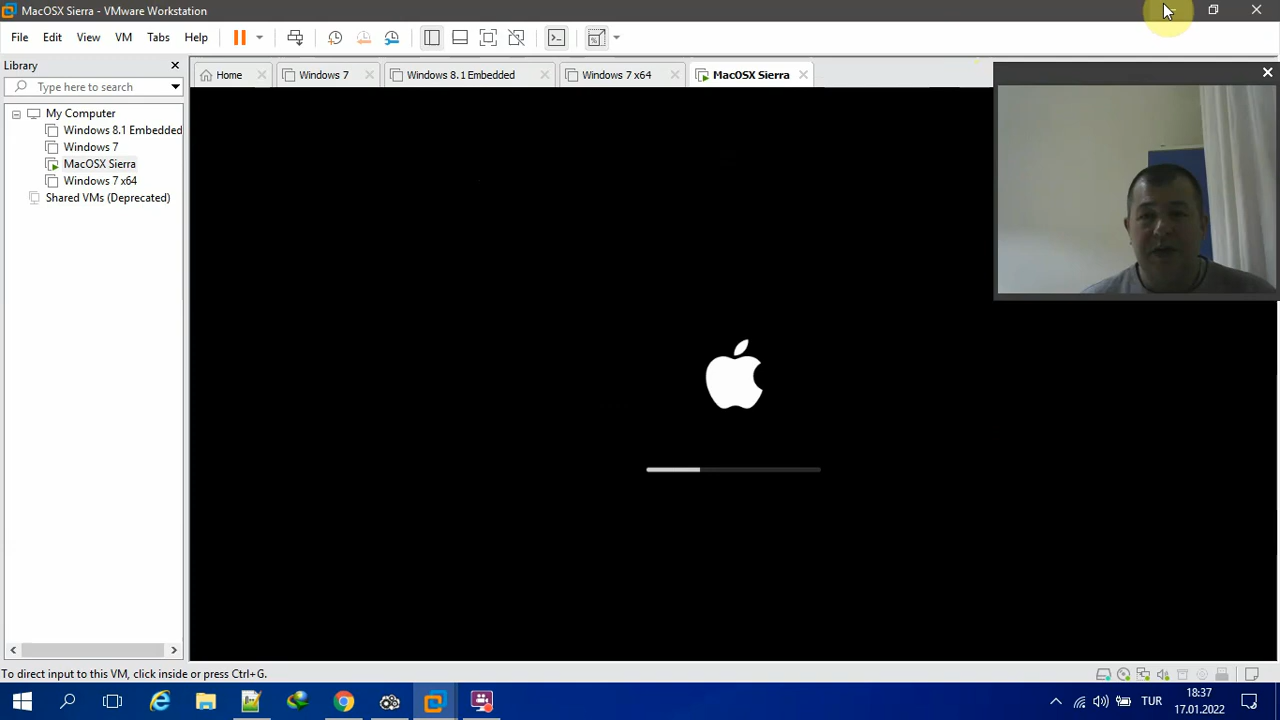 MacOSX Sierra - VMware Workstation
File Edit View VM Tabs Help
Library
Home Windows 7 Windows 8.1 Embedded Windows 7 x64 MacOSX Sierra
Type here to search
My Computer
Windows 8.1 Embedded
Windows 7
MacOSX Sierra
Windows 7 x64
Shared VMs (Deprecated)
To direct input to this VM, click inside or press Ctrl+G.
TUR
18:37
17.01.2022